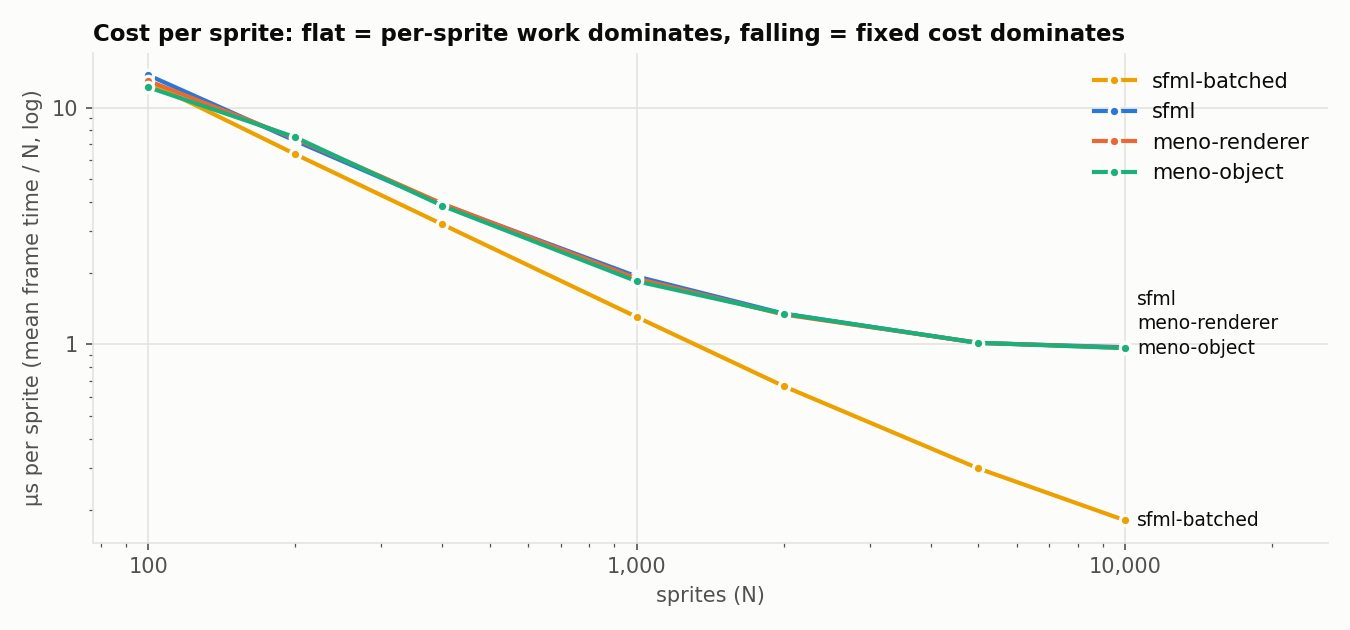 Cost per sprite: flat = per-sprite work dominates, falling = fixed cost dominates
µs per sprite (mean frame time / N, log)
10
1
sfml-batched
sfml
meno-renderer
meno-object
sfml
meno-renderer
meno-object
sfml-batched
100
1,000
10,000
sprites (N)